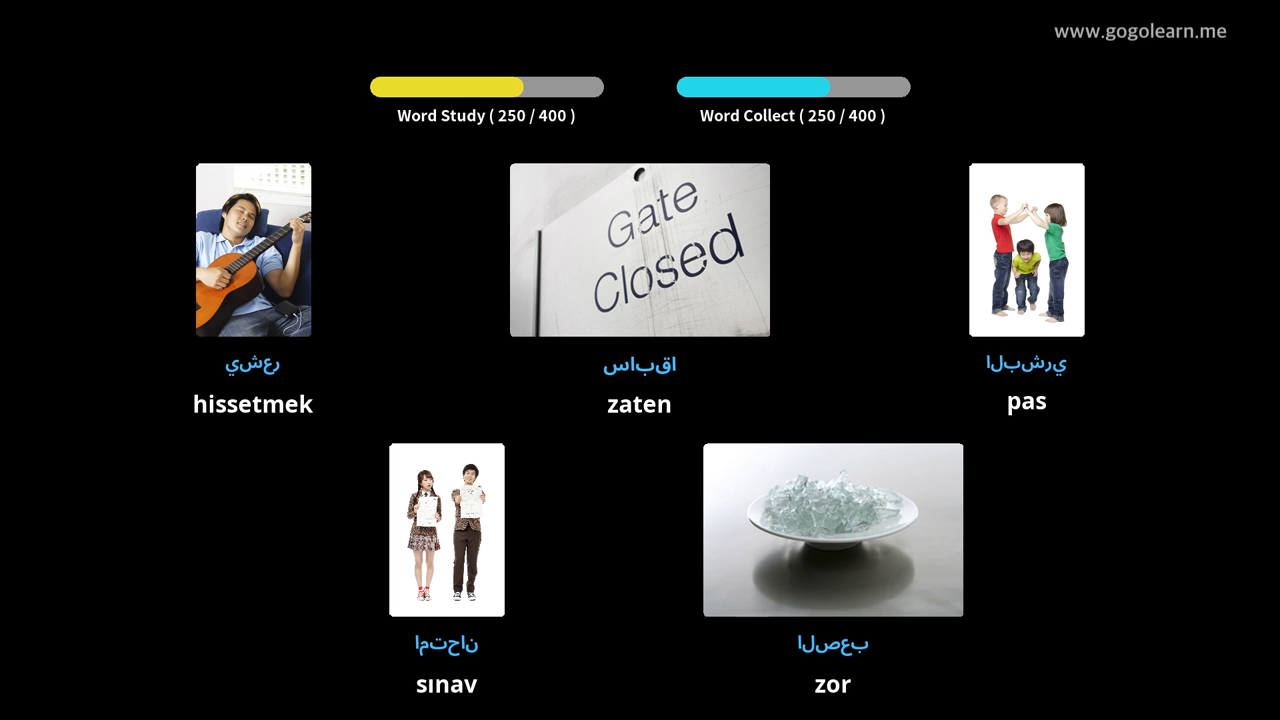 www.gogolearn.me
Word Study ( 250 / 400 )
Word Collect ( 250 / 400 )
Gate
Closed
يشعر
hissetmek
سابقا
zaten
البشري
pas
امتحان
sınav
الصعب
zor